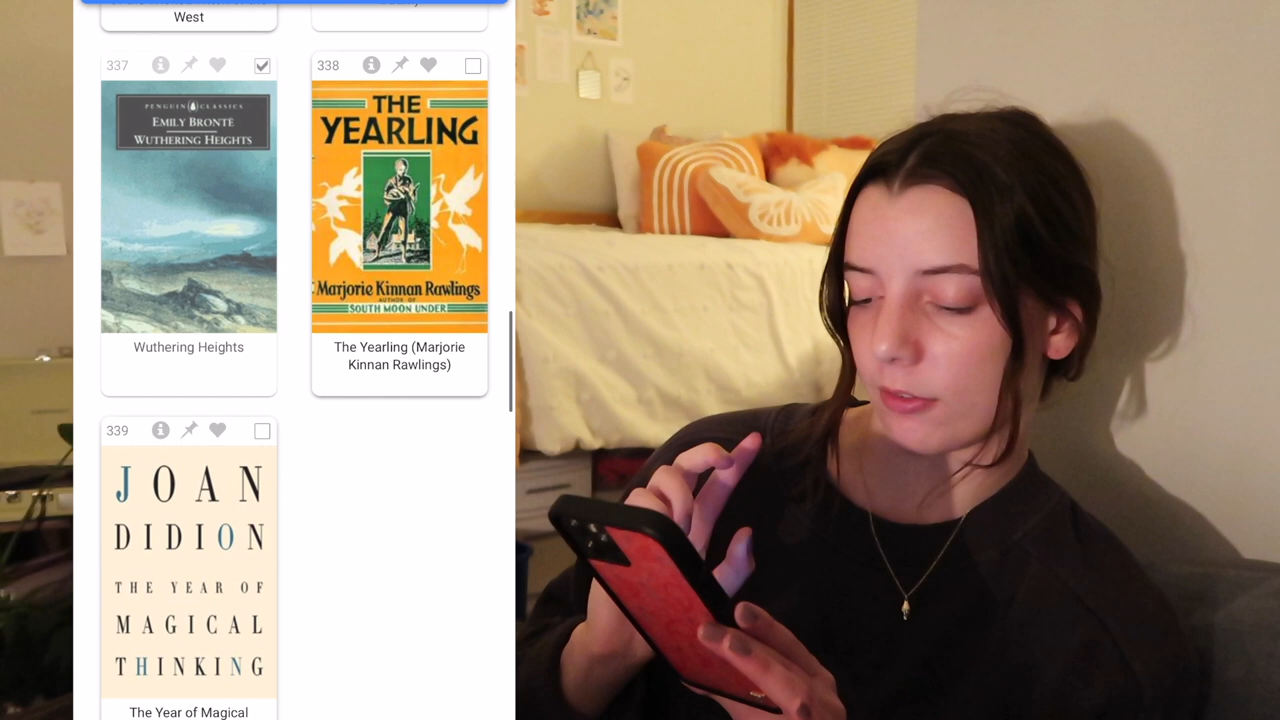 West
337
PENGUIN CLASSICS
EMILY BRONTË
WUTHERING HEIGHTS
Wuthering Heights
338
THE
YEARLING
Marjorie Kinnan Rawlings
AUTHOR OF
SOUTH MOON UNDER
The Yearling (Marjorie
Kinnan Rawlings)
339
JOAN
DIDION
THE YEAR OF
MAGICAL
THINKING
The Year of Magical